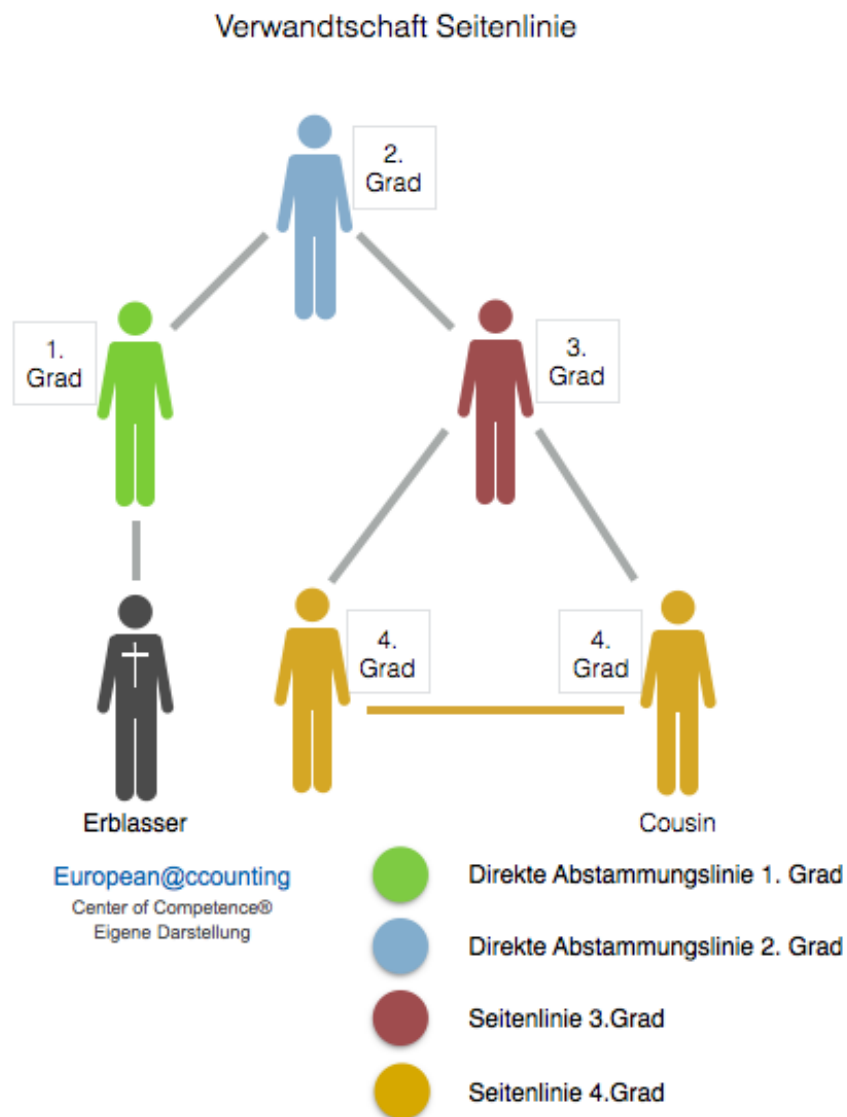 Verwandtschaft Seitenlinie
2.
Grad
1.
Grad
3.
Grad
4.
Grad
4.
Grad
Erblasser
Cousin
European@ccounting
Center of Competence®
Eigene Darstellung
Direkte Abstammungslinie 1. Grad
Direkte Abstammungslinie 2. Grad
Seitenlinie 3.Grad
Seitenlinie 4.Grad